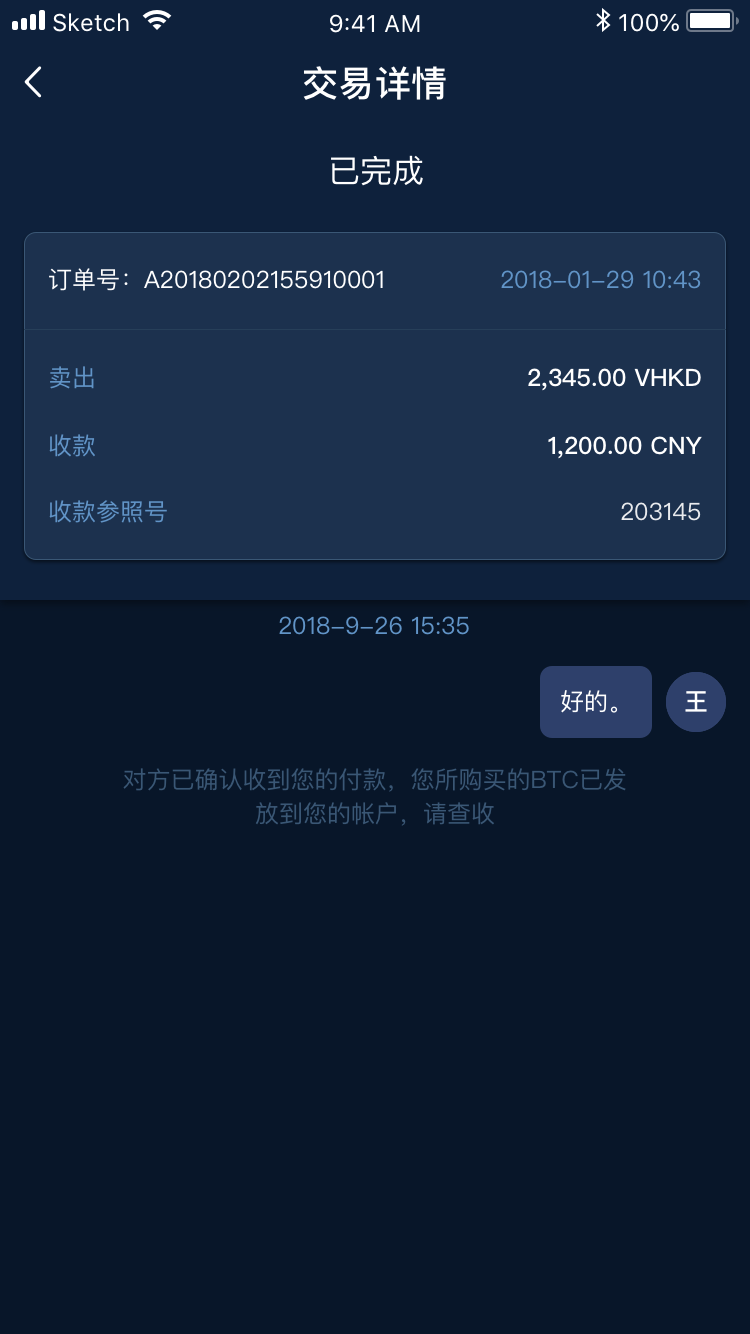 Sketch 9:41 AM 100%
交易详情
已完成
订单号：A20180202155910001 2018-01-29 10:43
卖出 2,345.00 VHKD
收款 1,200.00 CNY
收款参照号 203145
2018-9-26 15:35
好的。 王
对方已确认收到您的付款，您所购买的BTC已发
放到您的帐户，请查收